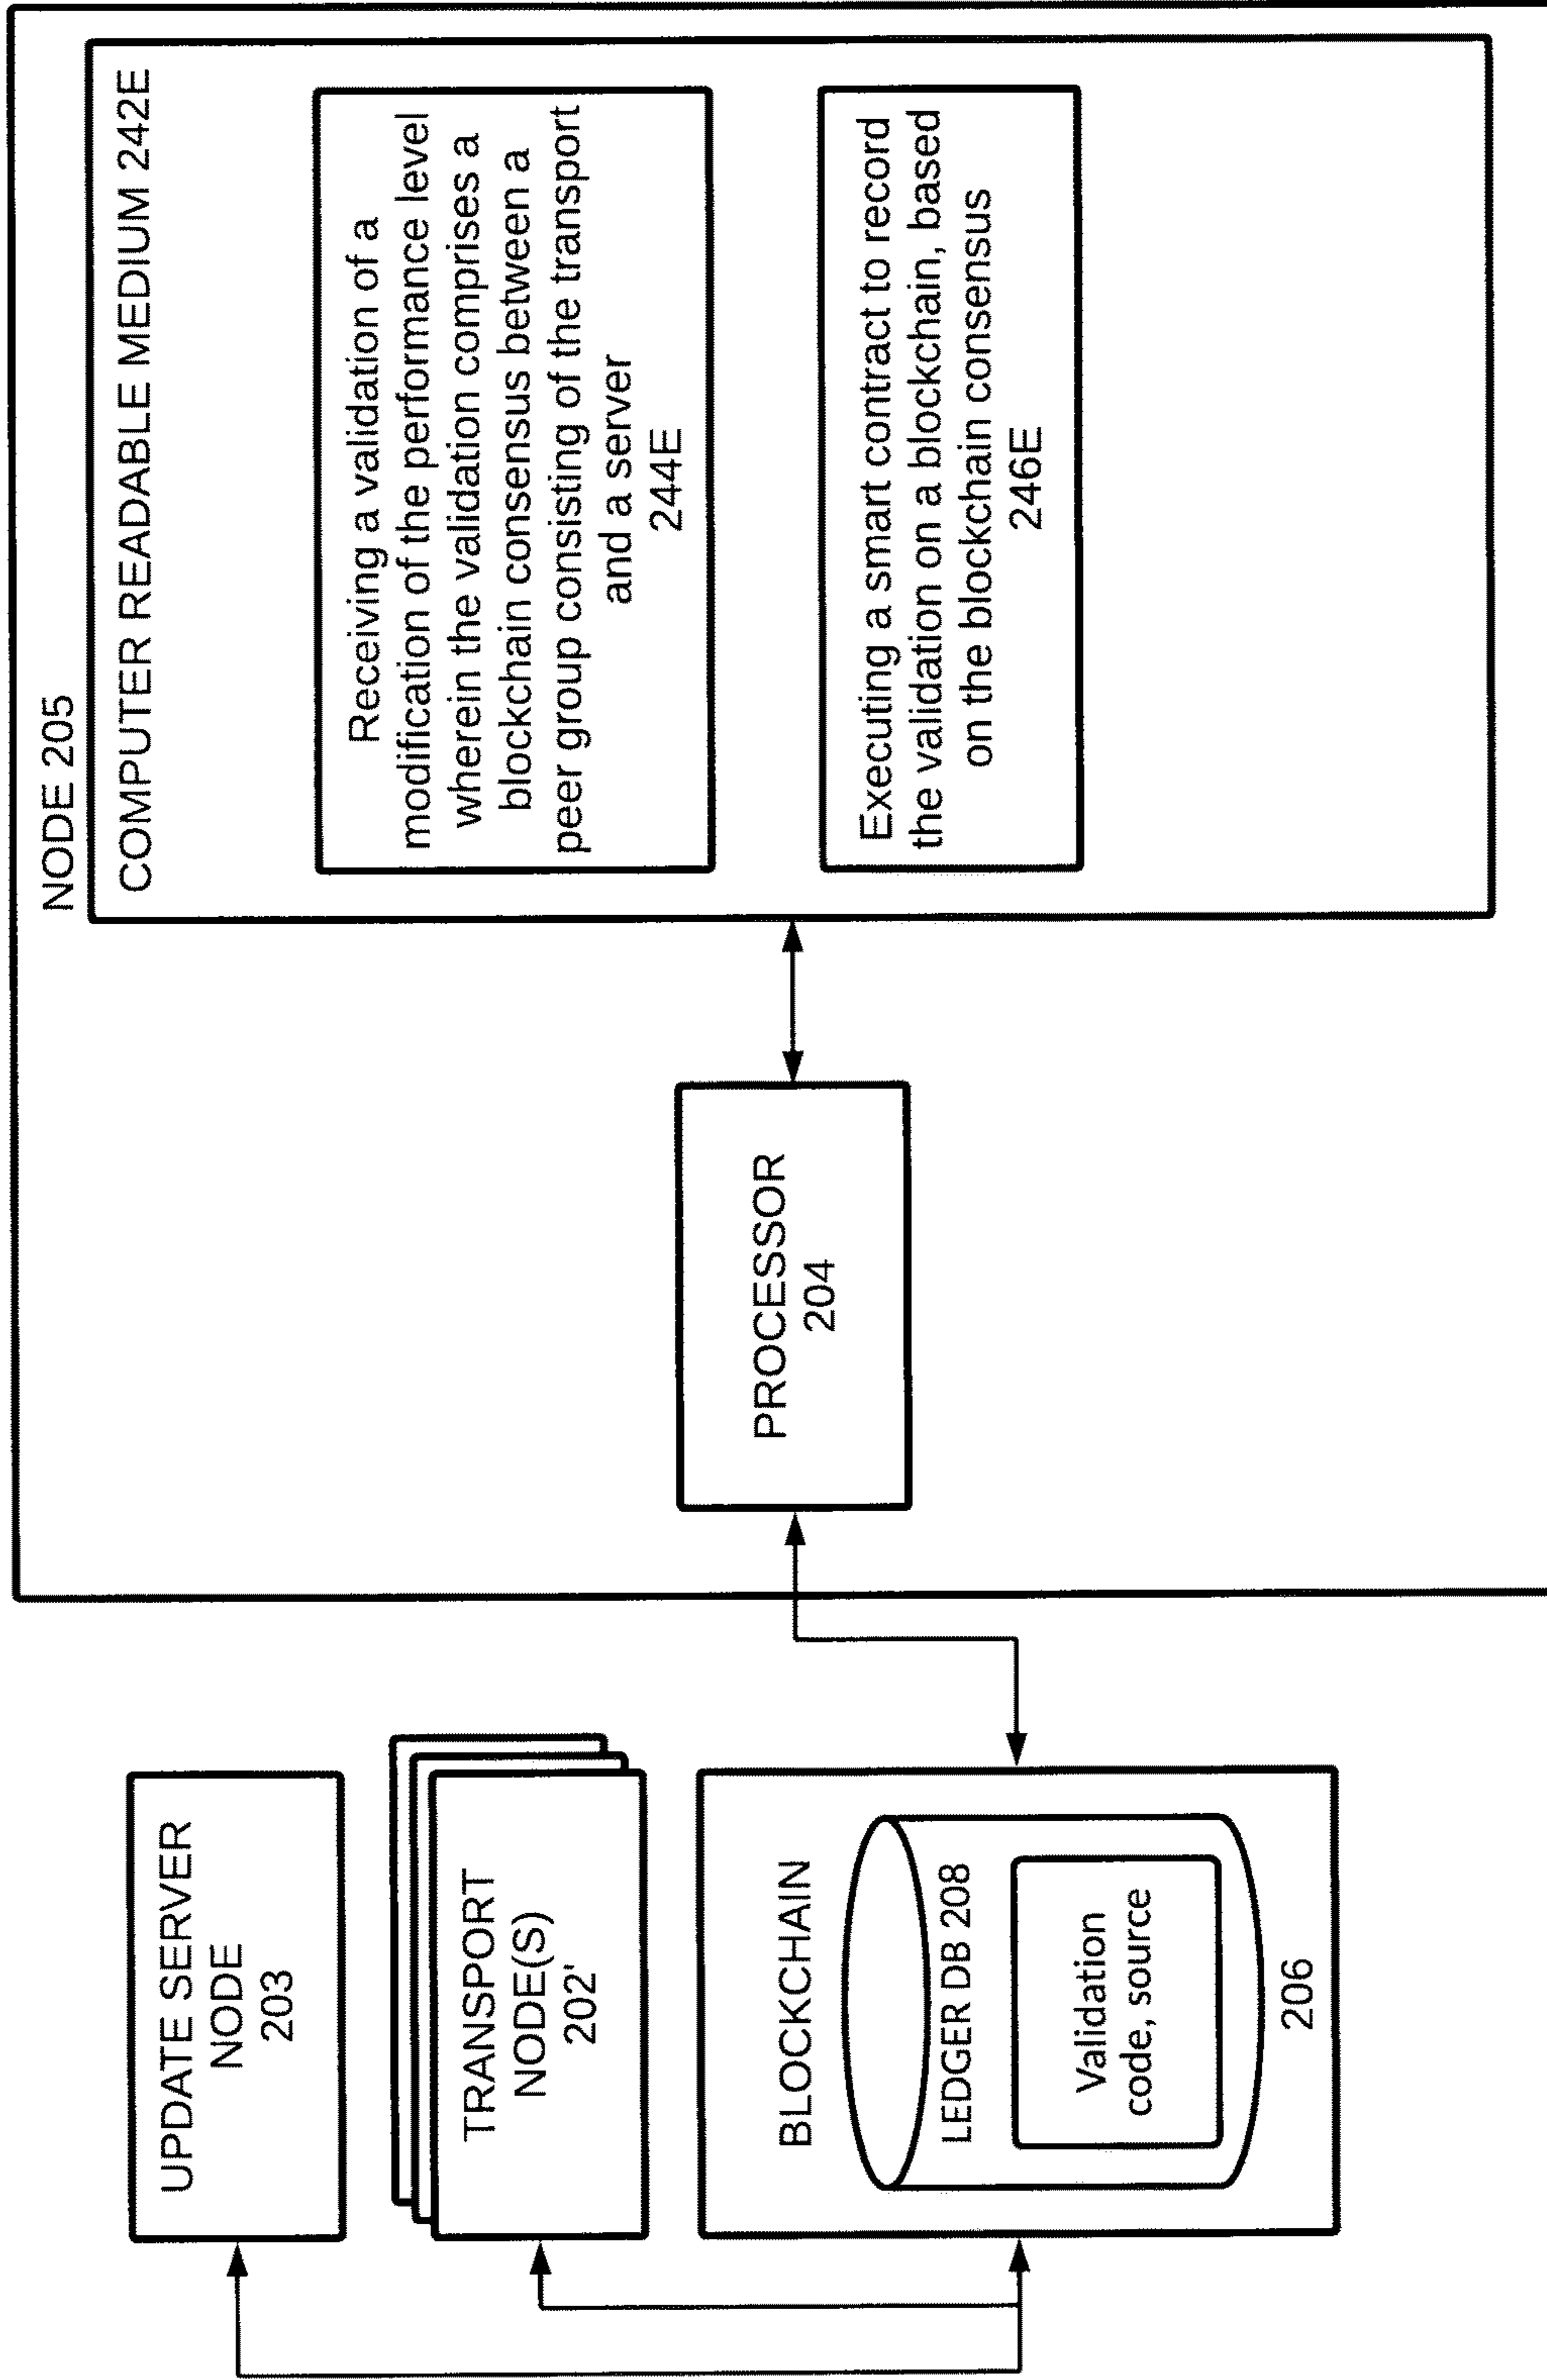 UPDATE SERVER
NODE
203
TRANSPORT
NODE(S)
202'
BLOCKCHAIN
LEDGER DB 208
Validation
code, source
206
PROCESSOR
204
NODE 205
COMPUTER READABLE MEDIUM 242E
Receiving a validation of a
modification of the performance level
wherein the validation comprises a
blockchain consensus between a
peer group consisting of the transport
and a server
244E
Executing a smart contract to record
the validation on a blockchain, based
on the blockchain consensus
246E